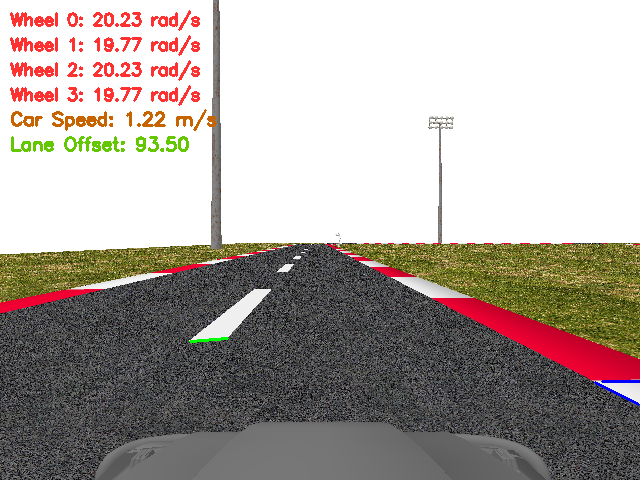 Wheel 0: 20.23 rad/s
Wheel 1: 19.77 rad/s
Wheel 2: 20.23 rad/s
Wheel 3: 19.77 rad/s
Car Speed: 1.22 m/s
Lane Offset: 93.50